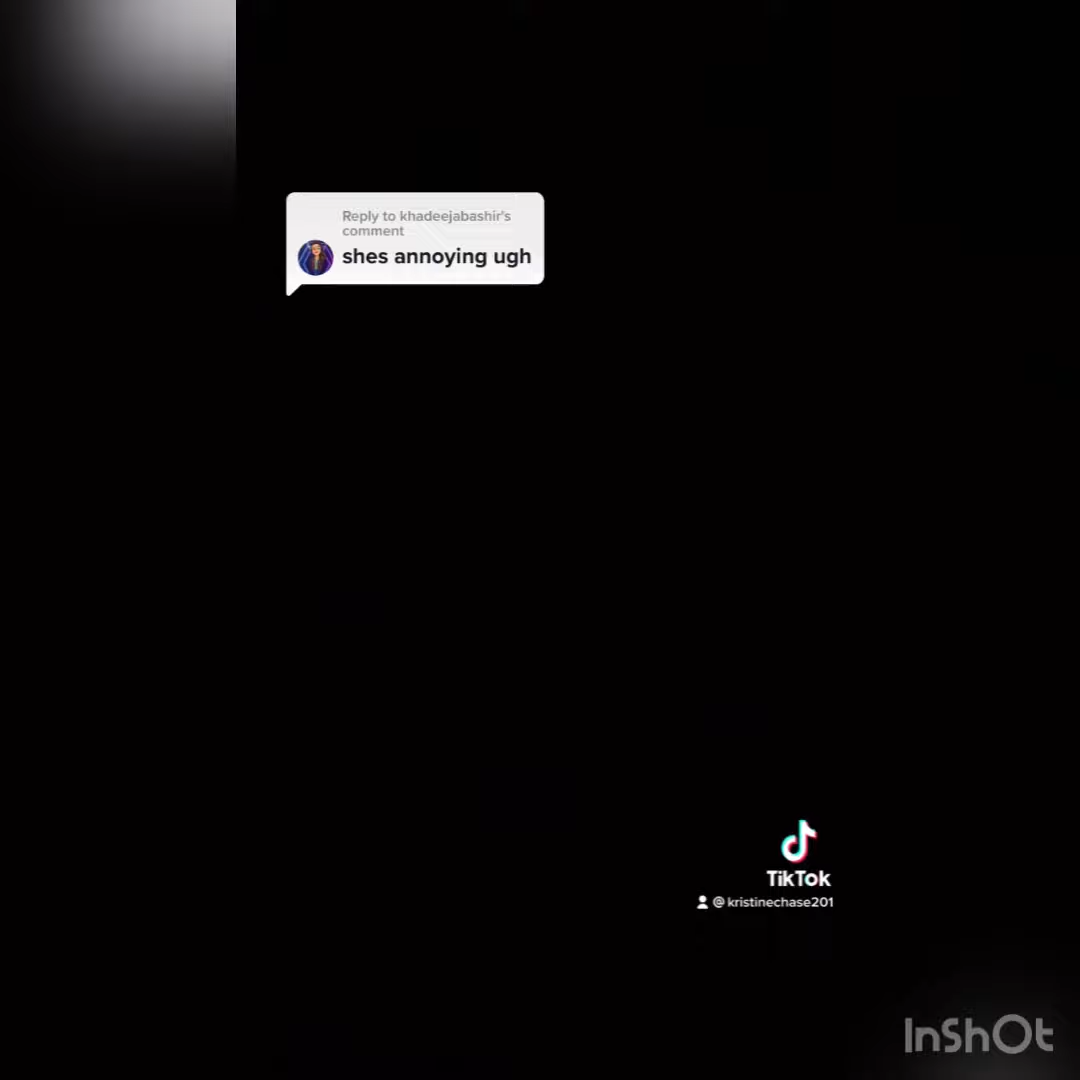 Reply to khadeejabashir's
comment
shes annoying ugh
TikTok
@kristinechase201
InShOt